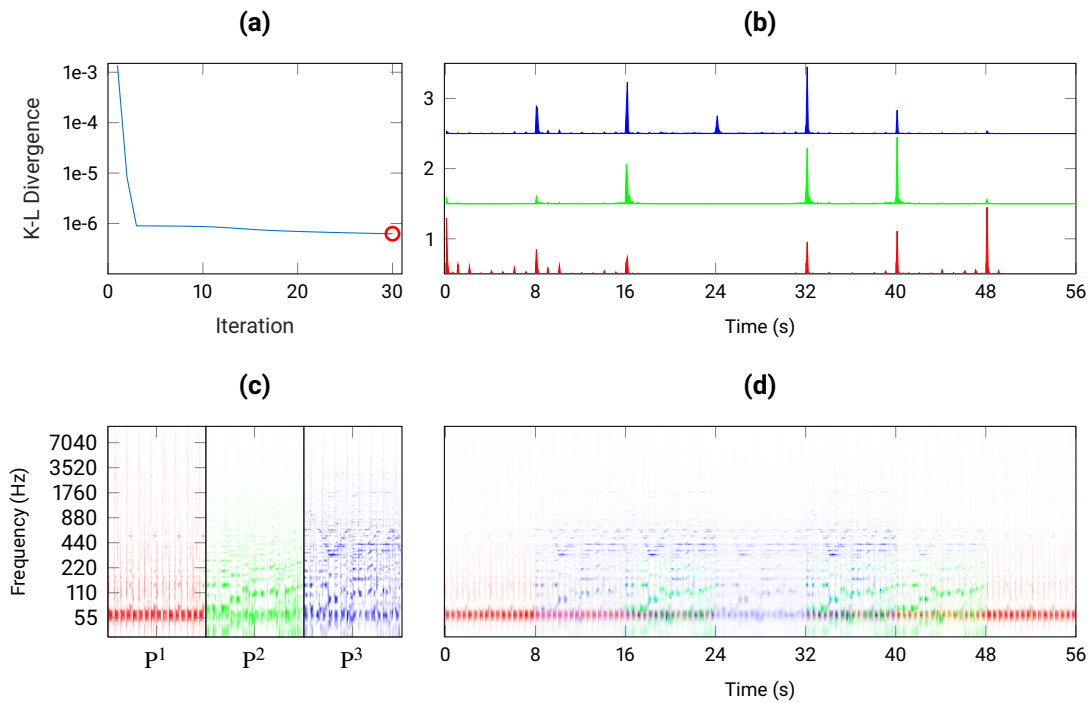 (a)
1e-3
1e-4
1e-5
1e-6
K-L Divergence
0 10 20 30
Iteration
(b)
3
2
1
0 8 16 24 32 40 48 56
Time (s)
(c)
7040
3520
1760
880
440
220
110
55
Frequency (Hz)
P¹ P² P³
(d)
0 8 16 24 32 40 48 56
Time (s)